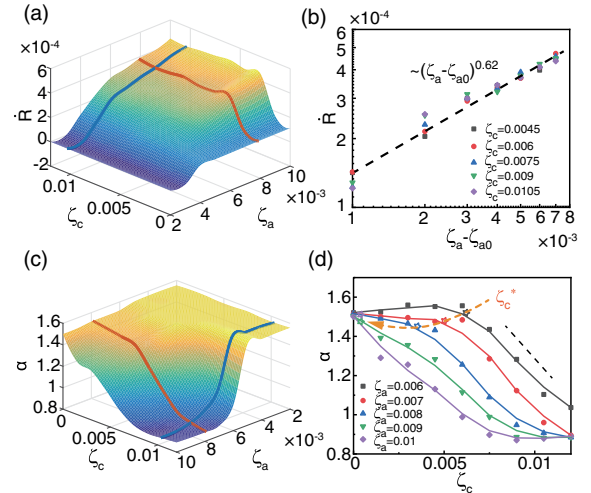 (a)
×10⁻⁴
6
4
2
0
-2
Ṙ
0.01
0.005
0
ζc
2
4
6
8
10
×10⁻³
ζa
(b)
×10⁻⁴
6
5
4
3
2
1
Ṙ
~(ζa-ζa0)^0.62
ζc=0.0045
ζc=0.006
ζc=0.0075
ζc=0.009
ζc=0.0105
1
2
3
4
5
6
7
8
ζa-ζa0
×10⁻³
(c)
1.6
1.4
1.2
1
0.8
α
0
0.005
0.01
ζc
10
8
6
4
2
×10⁻³
ζa
(d)
1.6
1.4
1.2
1.0
0.8
α
ζc*
ζa=0.006
ζa=0.007
ζa=0.008
ζa=0.009
ζa=0.01
0
0.005
0.01
ζc